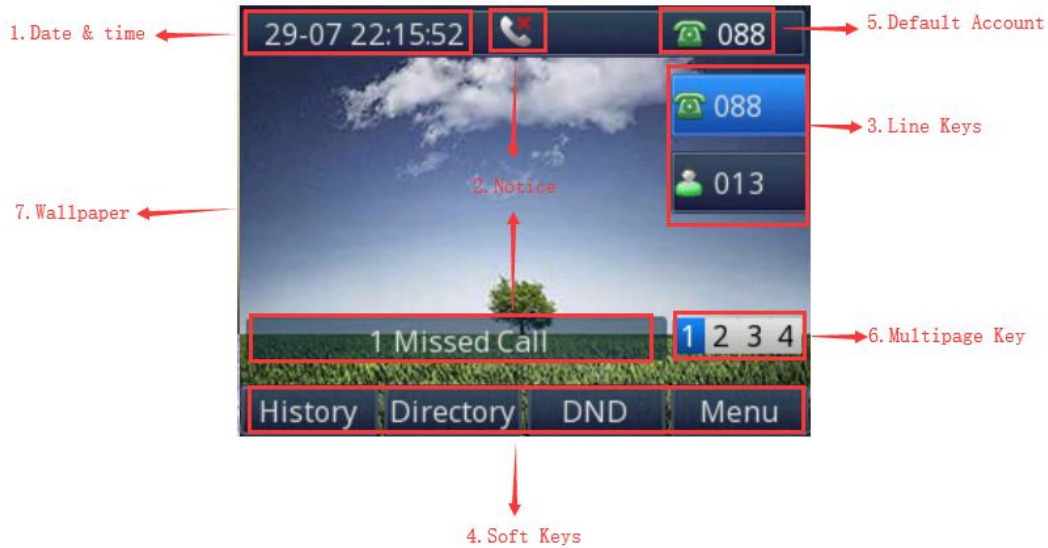 1.Date & time
29-07 22:15:52
088
5.Default Account
088
3.Line Keys
013
2.Notice
7.Wallpaper
1 Missed Call
1 2 3 4
6.Multipage Key
History Directory DND Menu
4.Soft Keys